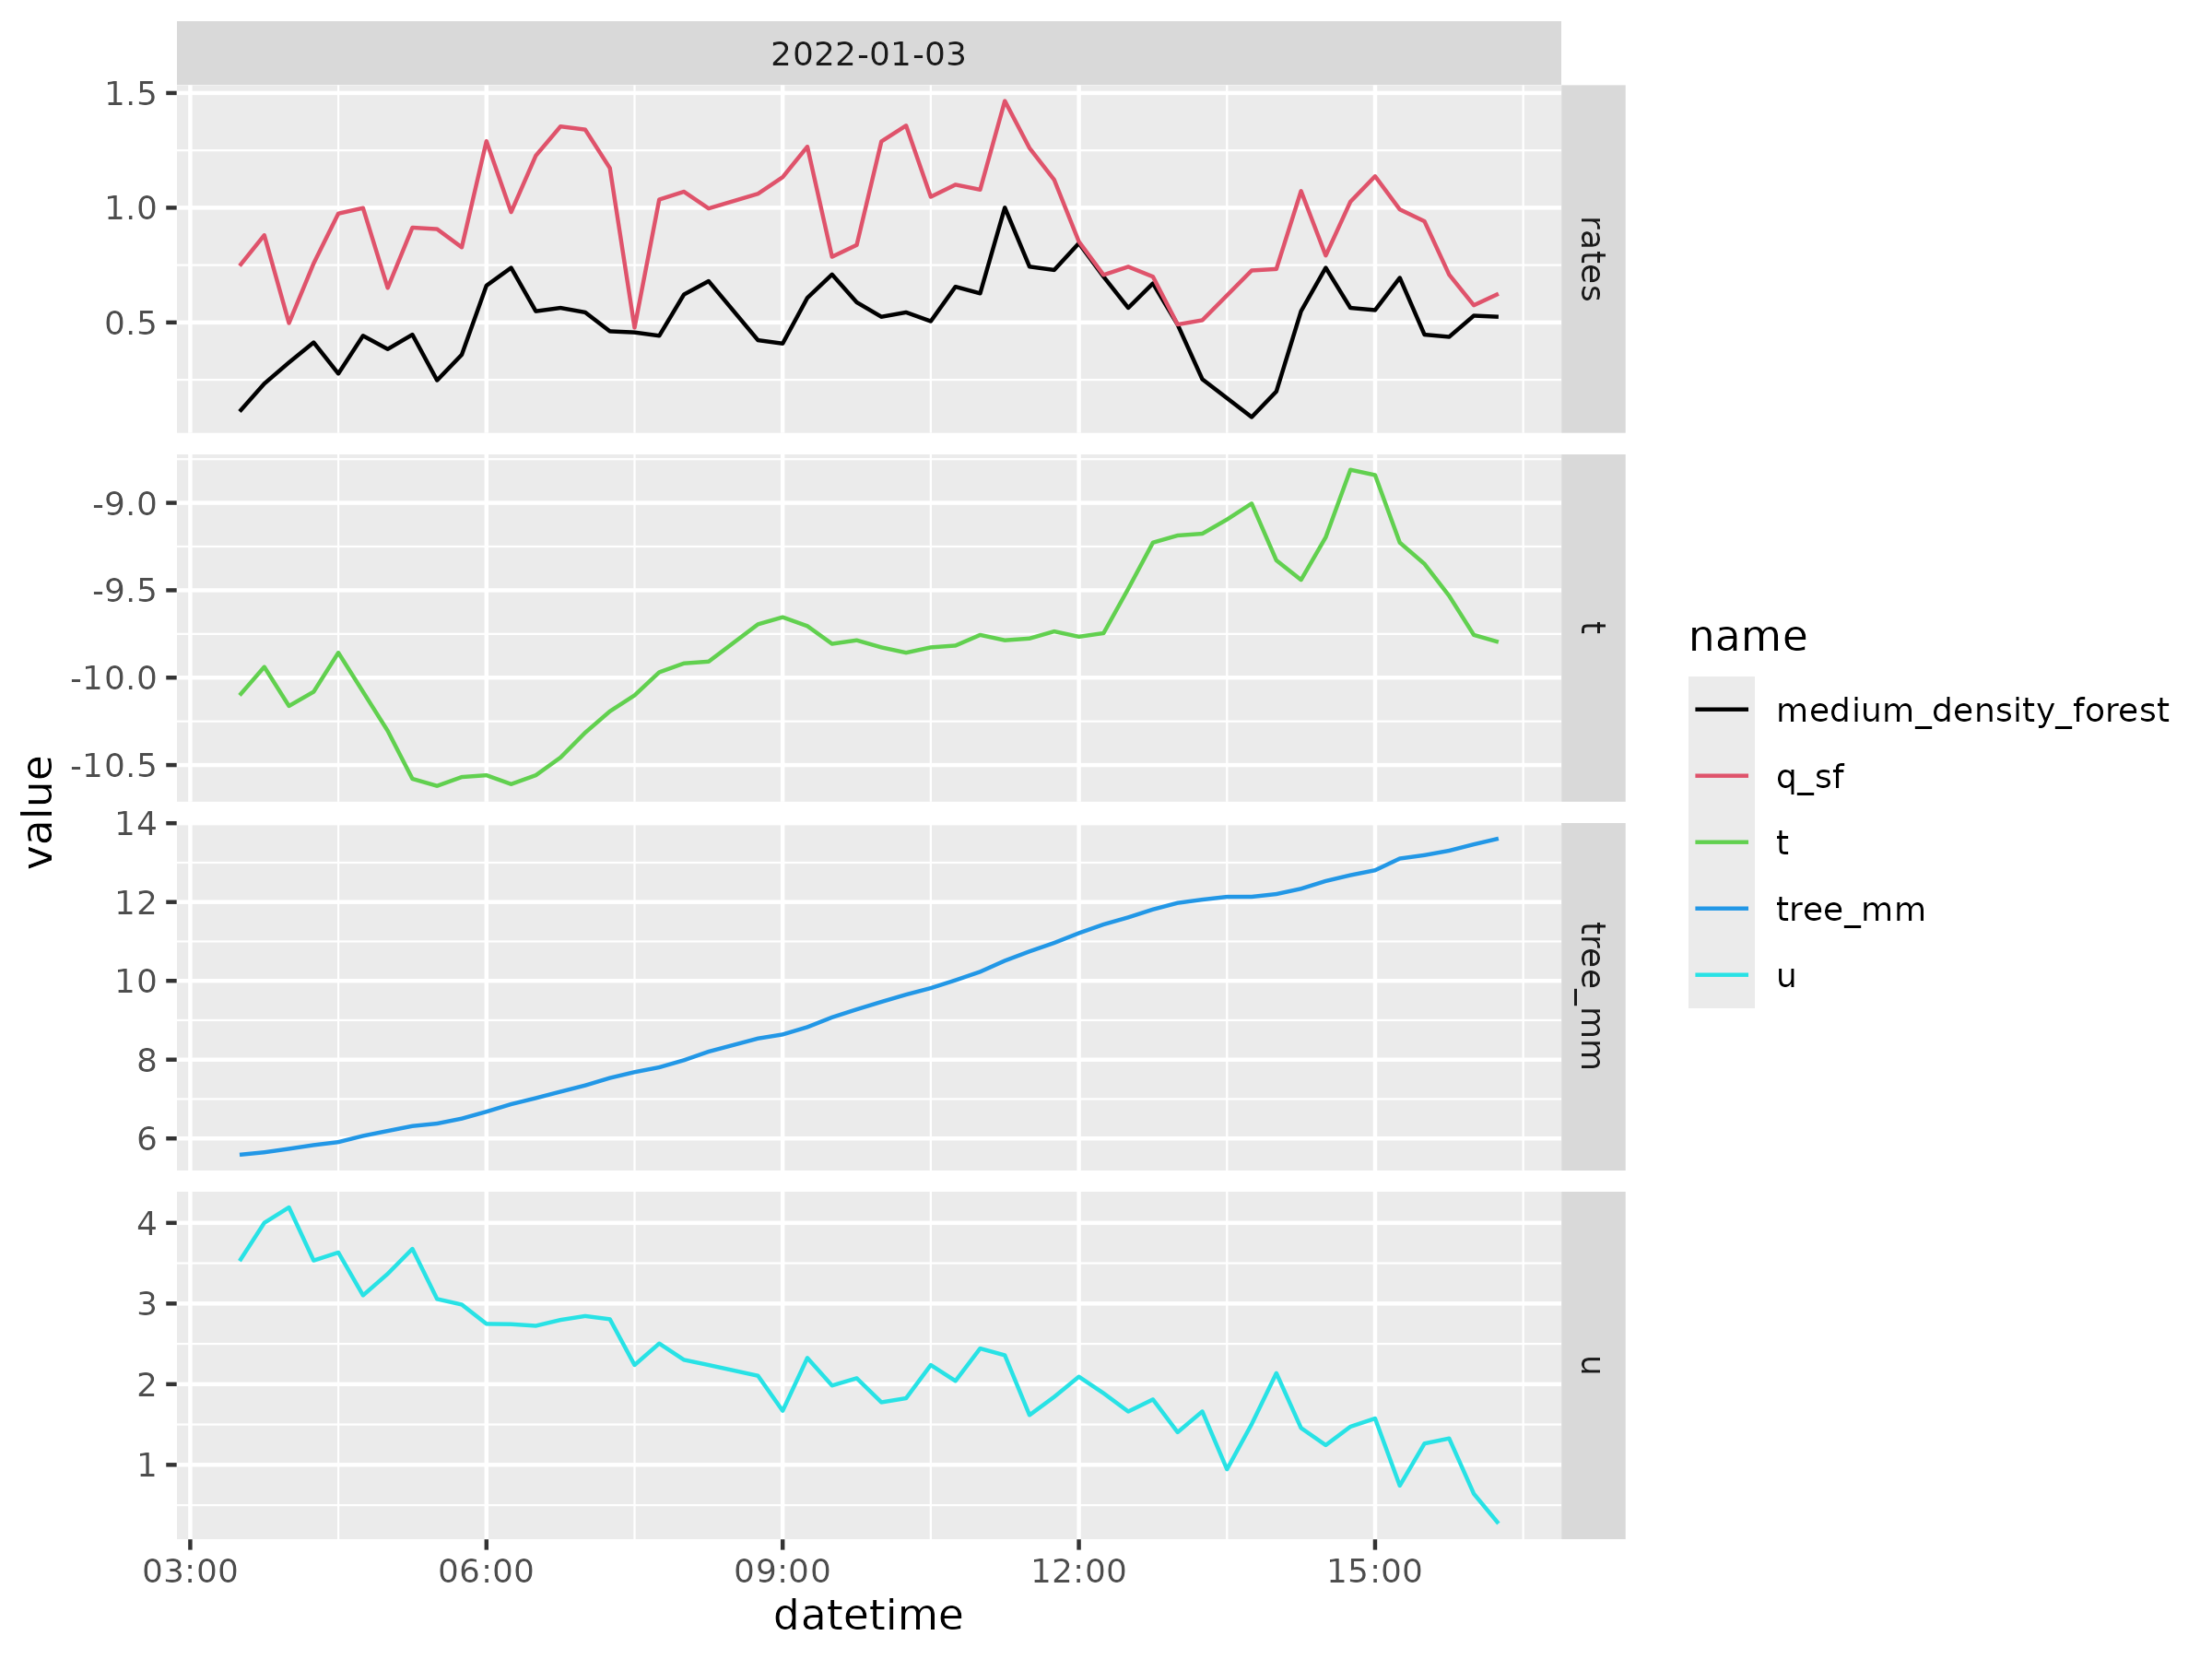 2022-01-03
1.5
1.0
0.5
rates
-9.0
-9.5
-10.0
-10.5
t
14
12
10
8
6
tree_mm
4
3
2
1
u
03:00 06:00 09:00 12:00 15:00
datetime
value
name
medium_density_forest
q_sf
t
tree_mm
u